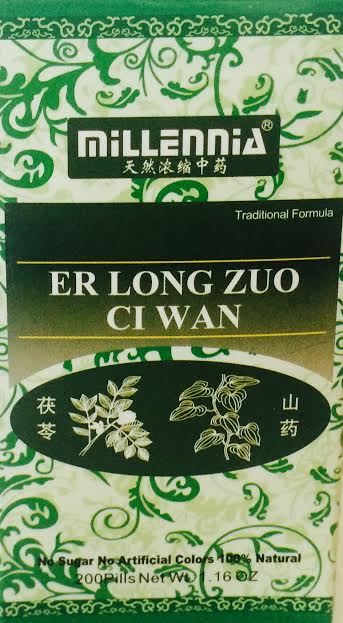 MiLLENNiA®
天然浓缩中药
Traditional Formula
ER LONG ZUO
CI WAN
茯苓
山药
No Sugar No Artificial Colors 100% Natural
200Pills Net Wt. 1.16 OZ